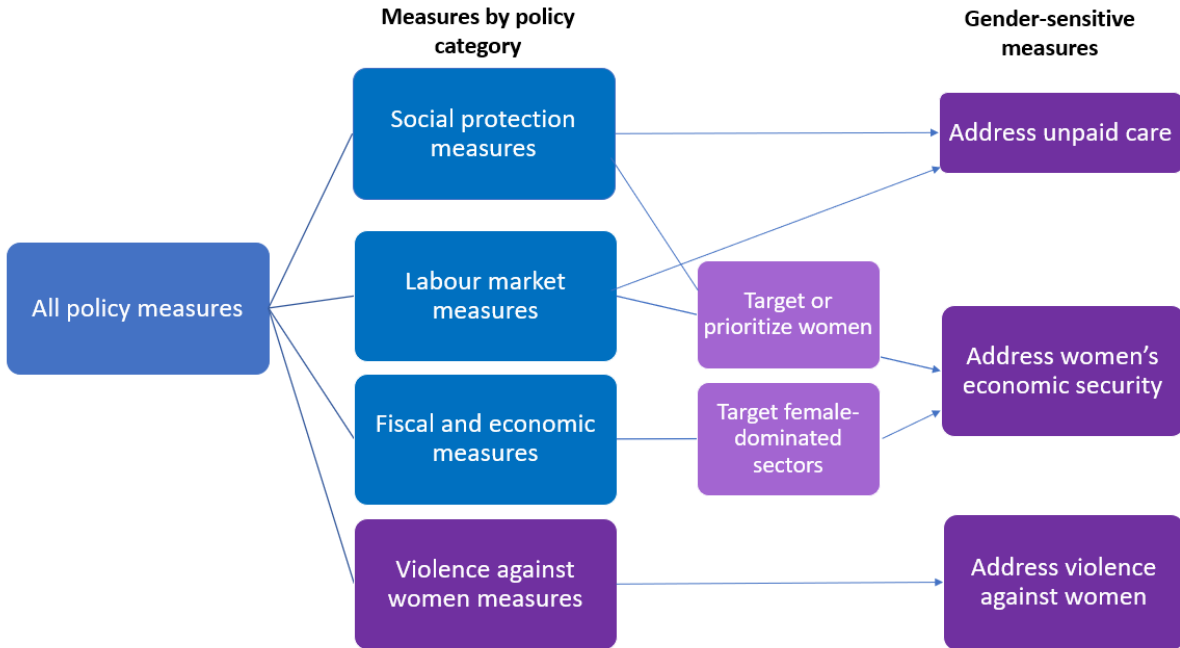 Measures by policy
category
Gender-sensitive
measures
Social protection
measures
Address unpaid care
All policy measures
Labour market
measures
Target or
prioritize women
Address women's
economic security
Fiscal and economic
measures
Target female-
dominated
sectors
Violence against
women measures
Address violence
against women